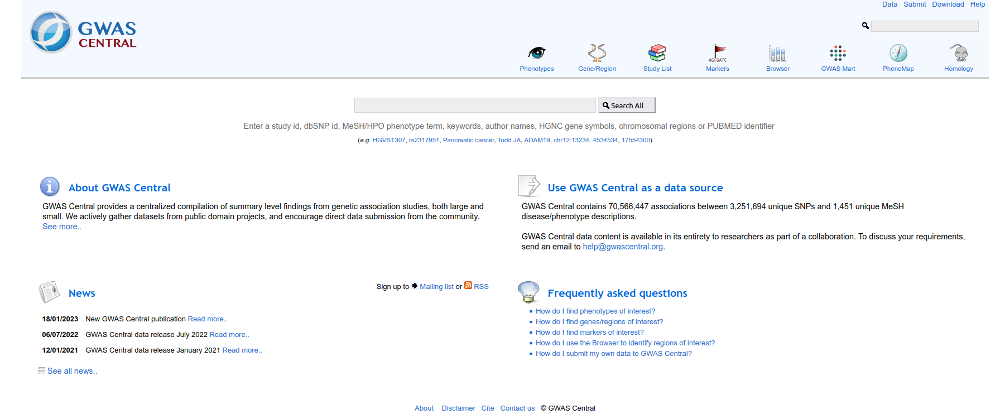 Data Submit Download Help
GWAS
CENTRAL
AGCGATC
Phenotypes Gene/Region Study List Markers Browser GWAS Mart PhenoMap Homology
Search All
Enter a study id, dbSNP id, MeSH/HPO phenotype term, keywords, author names, HGNC gene symbols, chromosomal regions or PUBMED identifier
(e.g. HGVST307, rs2317951, Pancreatic cancer, Todd JA, ADAM19, chr12:13234..4534534, 17554300)
About GWAS Central
GWAS Central provides a centralized compilation of summary level findings from genetic association studies, both large and
small. We actively gather datasets from public domain projects, and encourage direct data submission from the community.
See more..
Use GWAS Central as a data source
GWAS Central contains 70,566,447 associations between 3,251,694 unique SNPs and 1,451 unique MeSH
disease/phenotype descriptions.
GWAS Central data content is available in its entirety to researchers as part of a collaboration. To discuss your requirements,
send an email to help@gwascentral.org.
News
Sign up to Mailing list or RSS
18/01/2023 New GWAS Central publication Read more..
06/07/2022 GWAS Central data release July 2022 Read more..
12/01/2021 GWAS Central data release January 2021 Read more..
See all news..
Frequently asked questions
How do I find phenotypes of interest?
How do I find genes/regions of interest?
How do I find markers of interest?
How do I use the Browser to identify regions of interest?
How do I submit my own data to GWAS Central?
About Disclaimer Cite Contact us © GWAS Central